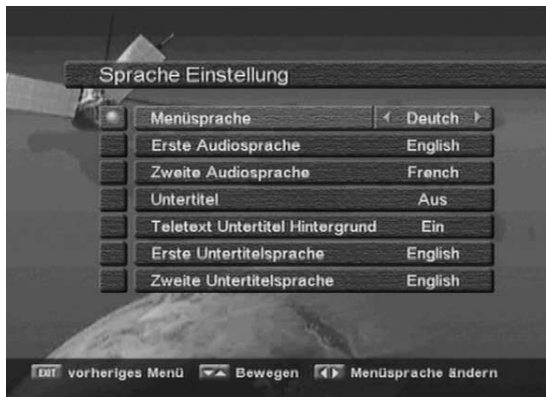 Sprache Einstellung
Menüsprache Deutch
Erste Audiosprache English
Zweite Audiosprache French
Untertitel Aus
Teletext Untertitel Hintergrund Ein
Erste Untertitelsprache English
Zweite Untertitelsprache English
EXIT vorheriges Menü Bewegen Menüsprache ändern